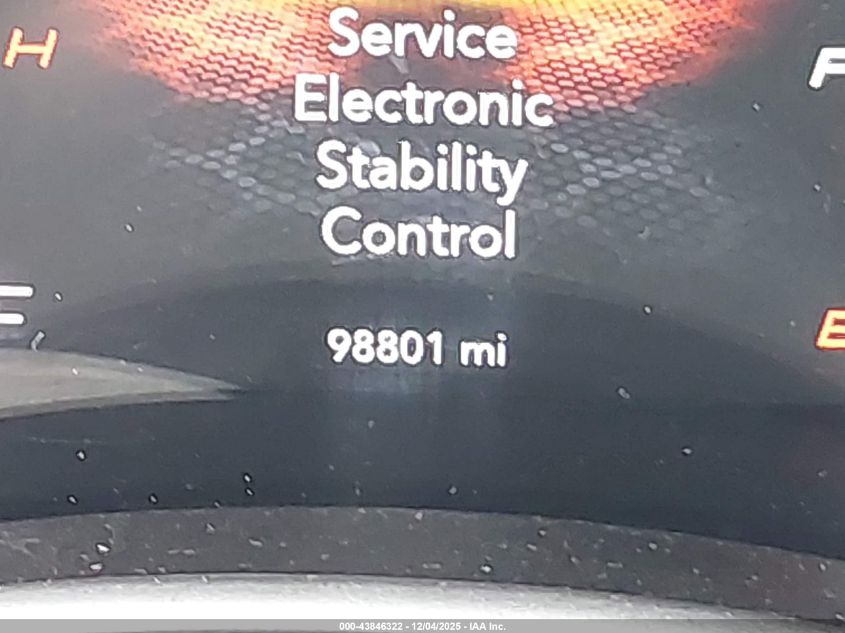 H
Service
F
Electronic
Stability
Control
C
E
98801 mi
000-43846322 - 12/04/2025 - IAA Inc.